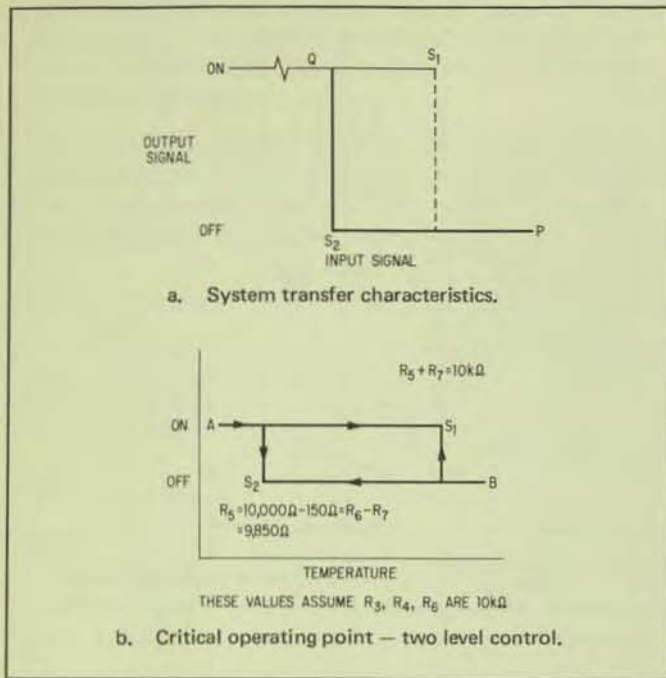 ON
Q
S₁
OUTPUT
SIGNAL
OFF
S₂
P
INPUT SIGNAL
a. System transfer characteristics.
R₅ + R₇ = 10kΩ
ON
A
S₁
OFF
S₂
B
R₅ = 10,000Ω – 150Ω = R₆ – R₇
= 9,850Ω
TEMPERATURE
THESE VALUES ASSUME R₃, R₄, R₆ ARE 10kΩ
b. Critical operating point — two level control.